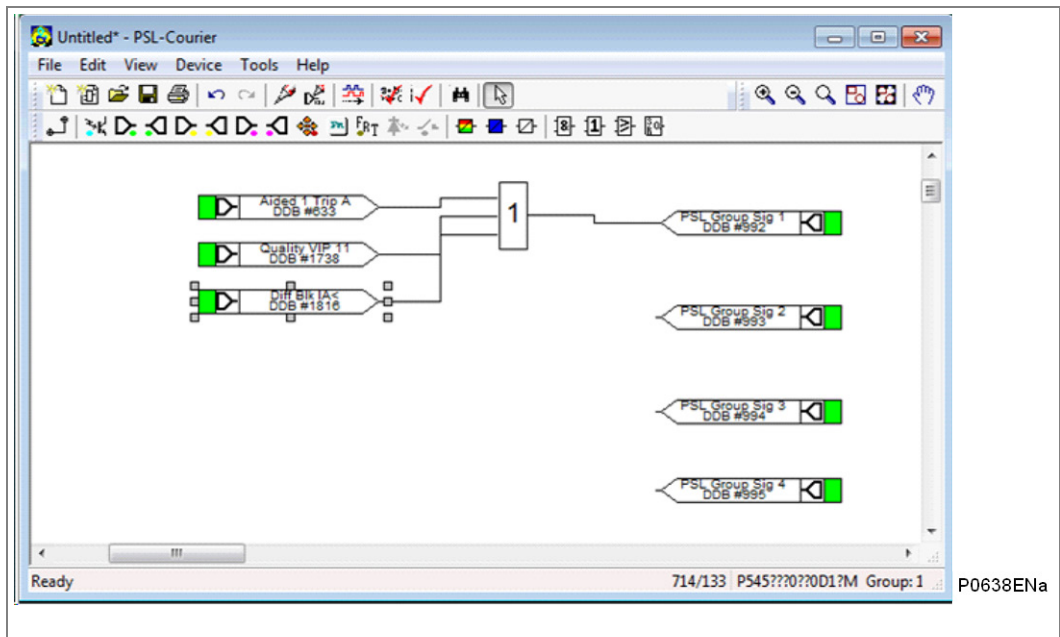 Untitled* - PSL-Courier
File Edit View Device Tools Help
Aided 1 Trip A
DDB #633
1
PSL Group Sig 1
DDB #992
Quality VIP 11
DDB #1738
Diff Blk IA<
DDB #1816
PSL Group Sig 2
DDB #993
PSL Group Sig 3
DDB #994
PSL Group Sig 4
DDB #995
Ready
714/133 P545???0??0D1?M Group: 1
P0638ENa